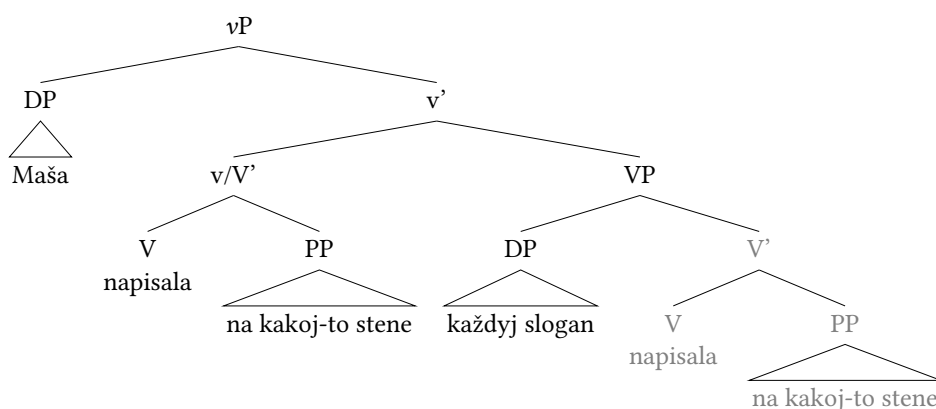 vP
DP
v’
Maša
v/V’
VP
V
PP
DP
V’
napisala
na kakoj-to stene
každyj slogan
V
PP
napisala
na kakoj-to stene